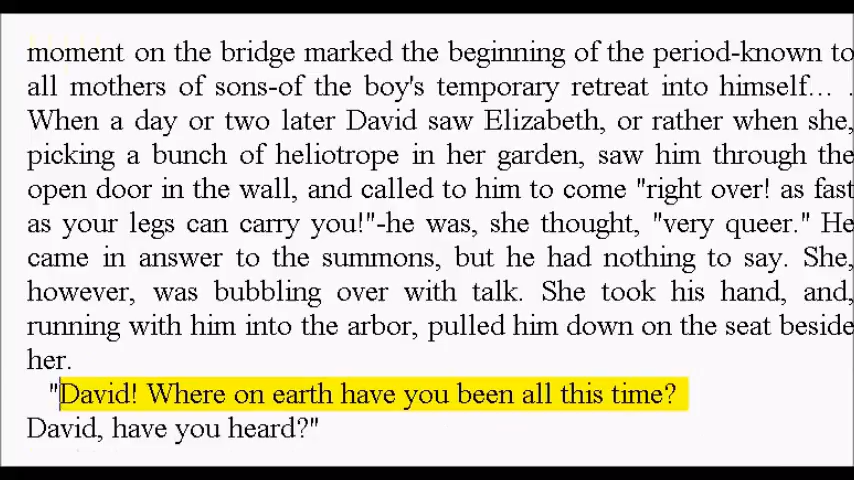 moment on the bridge marked the beginning of the period-known to
all mothers of sons-of the boy's temporary retreat into himself... .
When a day or two later David saw Elizabeth, or rather when she,
picking a bunch of heliotrope in her garden, saw him through the
open door in the wall, and called to him to come "right over! as fast
as your legs can carry you!"-he was, she thought, "very queer." He
came in answer to the summons, but he had nothing to say. She,
however, was bubbling over with talk. She took his hand, and,
running with him into the arbor, pulled him down on the seat beside
her.
"David! Where on earth have you been all this time?
David, have you heard?"